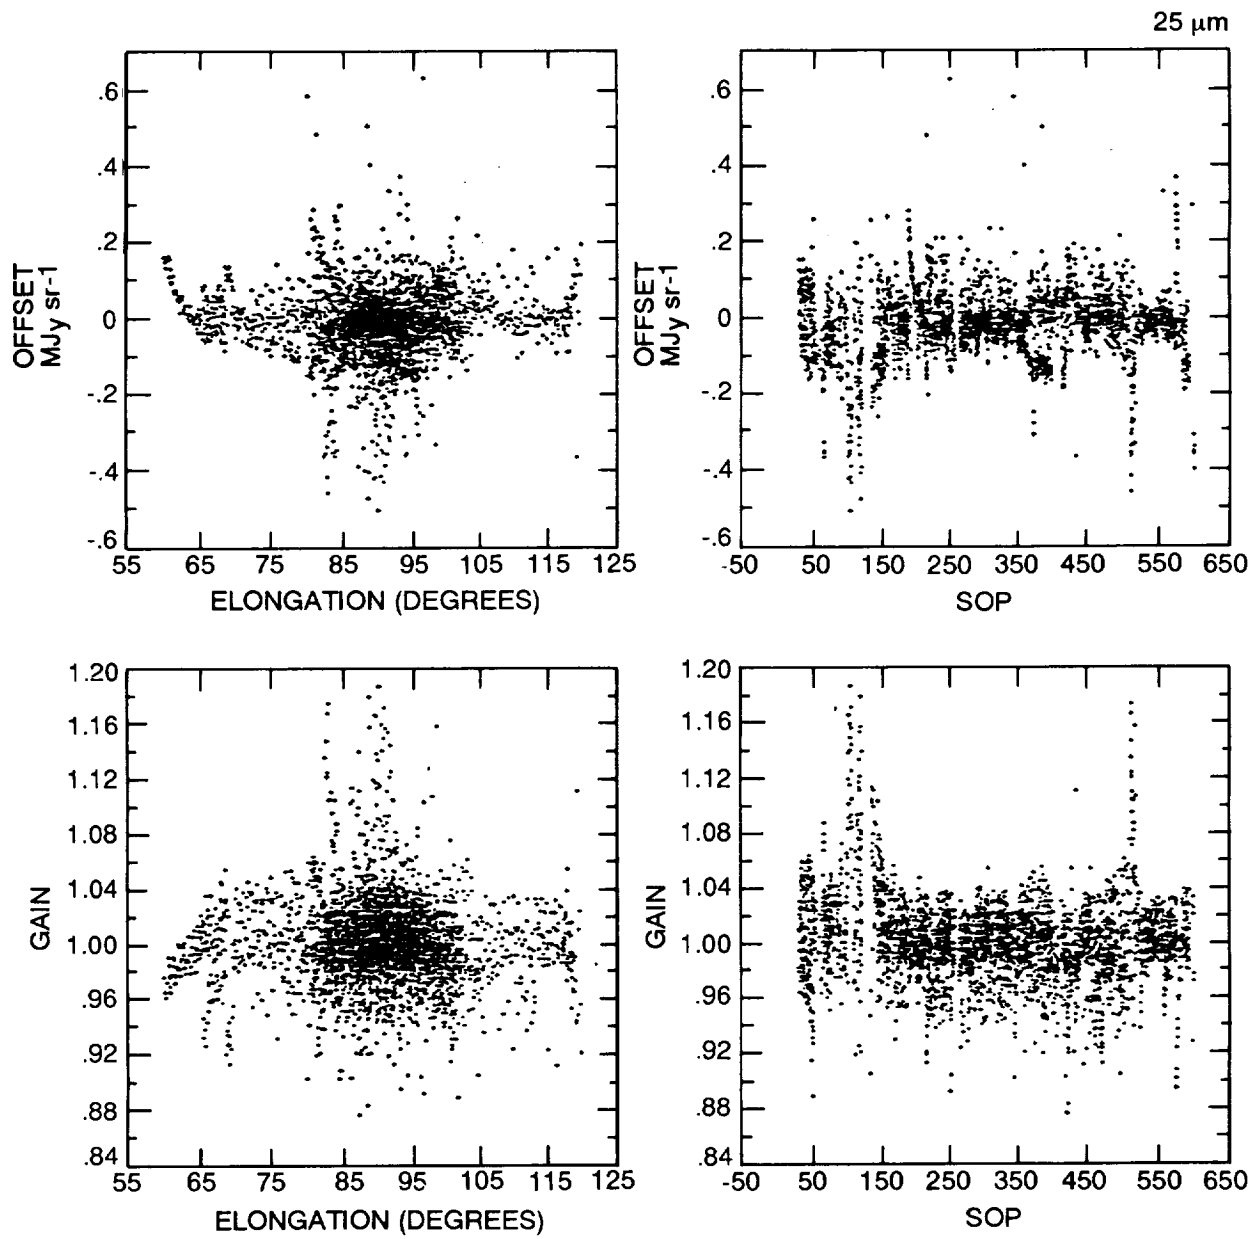 25 μm
OFFSET
MJy sr-1
.6
.4
.2
0
-.2
-.4
-.6
55 65 75 85 95 105 115 125
ELONGATION (DEGREES)
OFFSET
MJy sr-1
.6
.4
.2
0
-.2
-.4
-.6
-50 50 150 250 350 450 550 650
SOP
GAIN
1.20
1.16
1.12
1.08
1.04
1.00
.96
.92
.88
.84
55 65 75 85 95 105 115 125
ELONGATION (DEGREES)
GAIN
1.20
1.16
1.12
1.08
1.04
1.00
.96
.92
.88
.84
-50 50 150 250 350 450 550 650
SOP